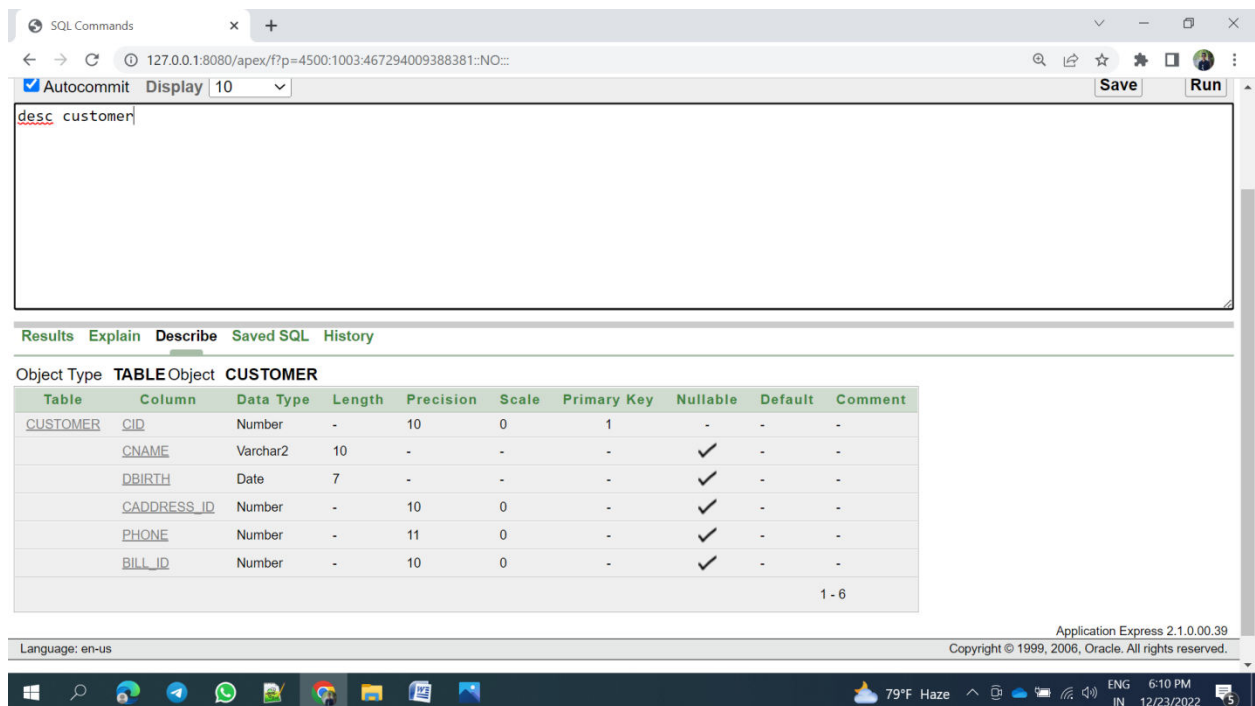 SQL Commands
127.0.0.1:8080/apex/f?p=4500:1003:467294009388381::NO:::
Autocommit Display 10 Save Run
desc customer
Results Explain Describe Saved SQL History
Object Type TABLE Object CUSTOMER
Table Column Data Type Length Precision Scale Primary Key Nullable Default Comment
CUSTOMER CID Number - 10 0 1 - - -
CNAME Varchar2 10 - - - - -
DBIRTH Date 7 - - - - -
CADDRESS_ID Number - 10 0 - - -
PHONE Number - 11 0 - - -
BILL_ID Number - 10 0 - - -
1 - 6
Application Express 2.1.0.00.39
Language: en-us Copyright © 1999, 2006, Oracle. All rights reserved.
79°F Haze ENG 6:10 PM
IN 12/23/2022 5